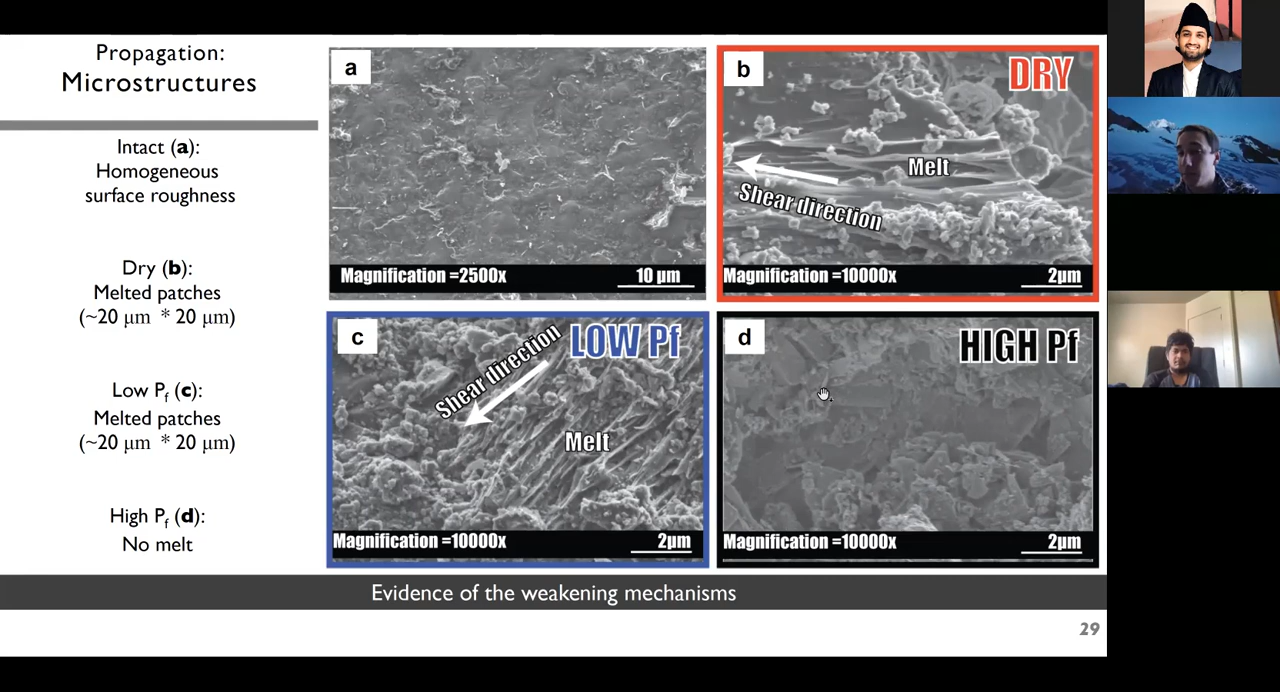 Propagation:
Microstructures
Intact (a):
Homogeneous
surface roughness
Dry (b):
Melted patches
(~20 μm * 20 μm)
Low Pf (c):
Melted patches
(~20 μm * 20 μm)
High Pf (d):
No melt
a
Magnification =2500x
10 μm
b
DRY
Melt
Shear direction
Magnification =10000x
2μm
c
LOW Pf
Shear direction
Melt
Magnification =10000x
2μm
d
HIGH Pf
Magnification =10000x
2μm
Evidence of the weakening mechanisms
29